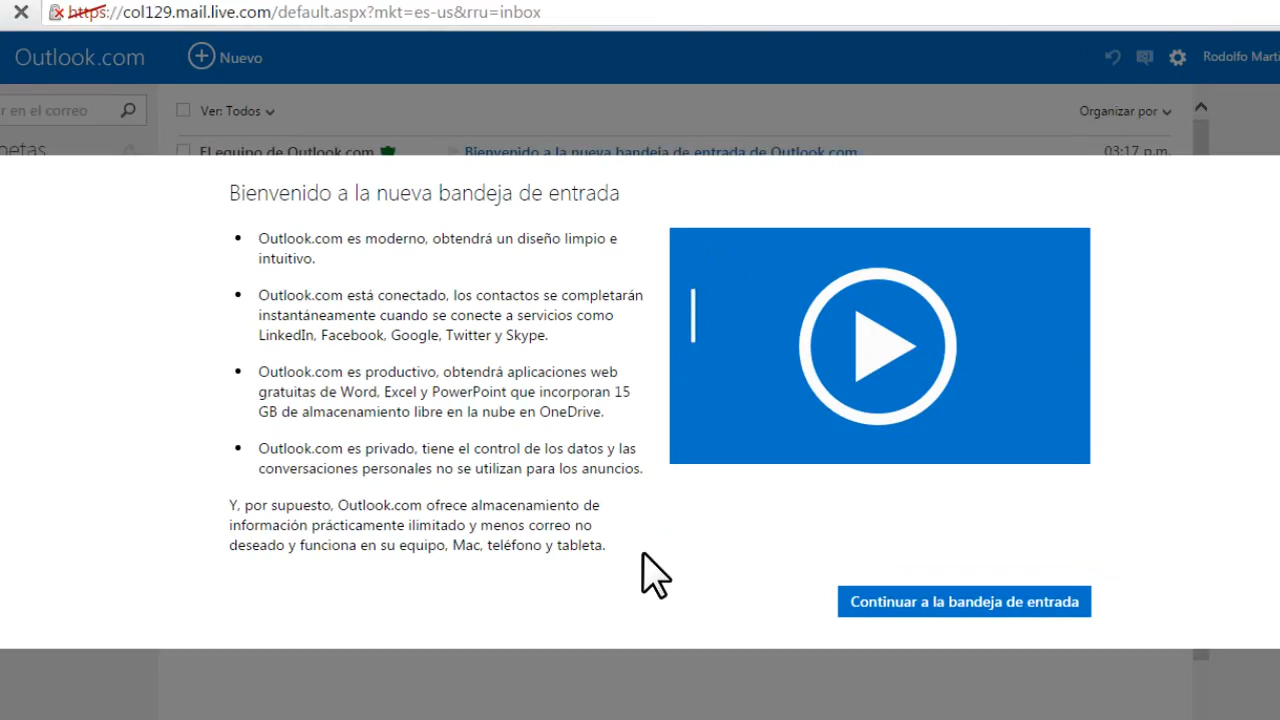 https://col129.mail.live.com/default.aspx?mkt=es-us&rru=inbox
Outlook.com
Nuevo
Rodolfo Marti
r en el correo
Ver: Todos
Organizar por
petas
El equipo de Outlook.com
Bienvenido a la nueva bandeja de entrada de Outlook.com
03:17 p.m.
Bienvenido a la nueva bandeja de entrada
• Outlook.com es moderno, obtendrá un diseño limpio e
intuitivo.
• Outlook.com está conectado, los contactos se completarán
instantáneamente cuando se conecte a servicios como
LinkedIn, Facebook, Google, Twitter y Skype.
• Outlook.com es productivo, obtendrá aplicaciones web
gratuitas de Word, Excel y PowerPoint que incorporan 15
GB de almacenamiento libre en la nube en OneDrive.
• Outlook.com es privado, tiene el control de los datos y las
conversaciones personales no se utilizan para los anuncios.
Y, por supuesto, Outlook.com ofrece almacenamiento de
información prácticamente ilimitado y menos correo no
deseado y funciona en su equipo, Mac, teléfono y tableta.
Continuar a la bandeja de entrada